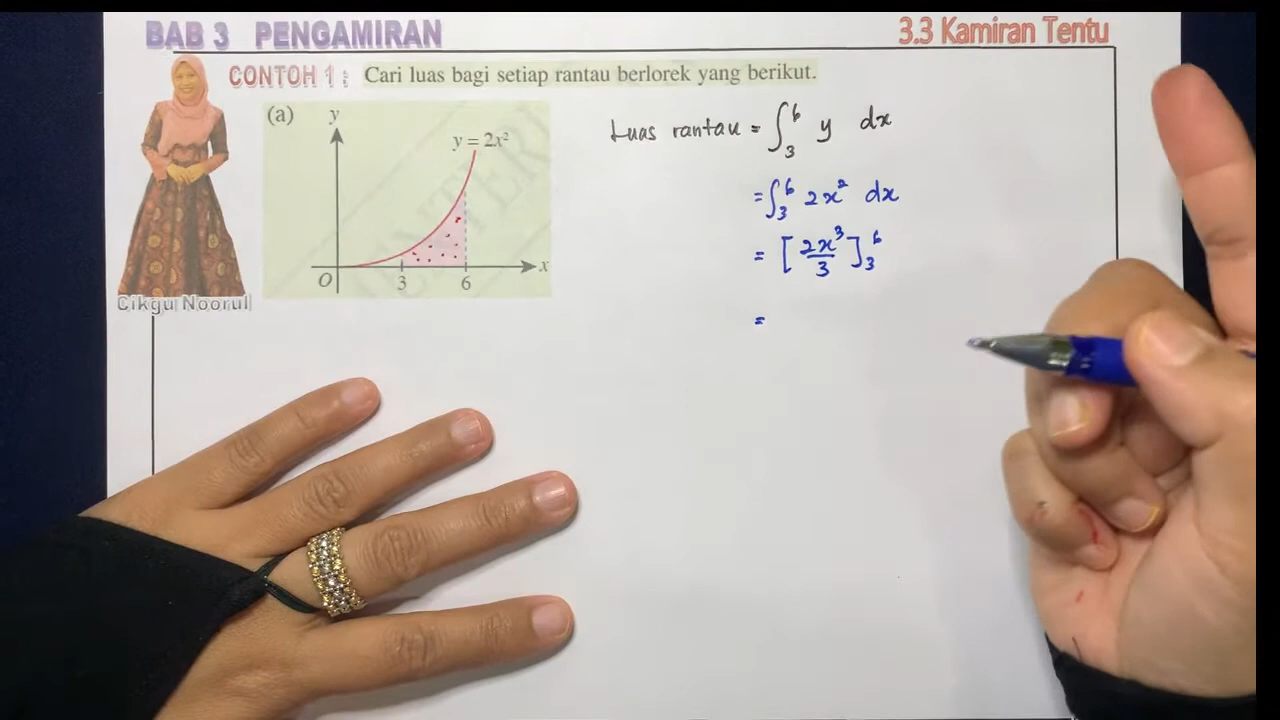 BAB 3 PENGAMIRAN
3.3 Kamiran Tentu
CONTOH 1 : Cari luas bagi setiap rantau berlorek yang berikut.
(a)
y
y = 2x²
O 3 6 x
Cikgu Noorul
Luas rantau = ∫₃⁶ y dx
= ∫₃⁶ 2x² dx
= [2x³/3]₃⁶
=